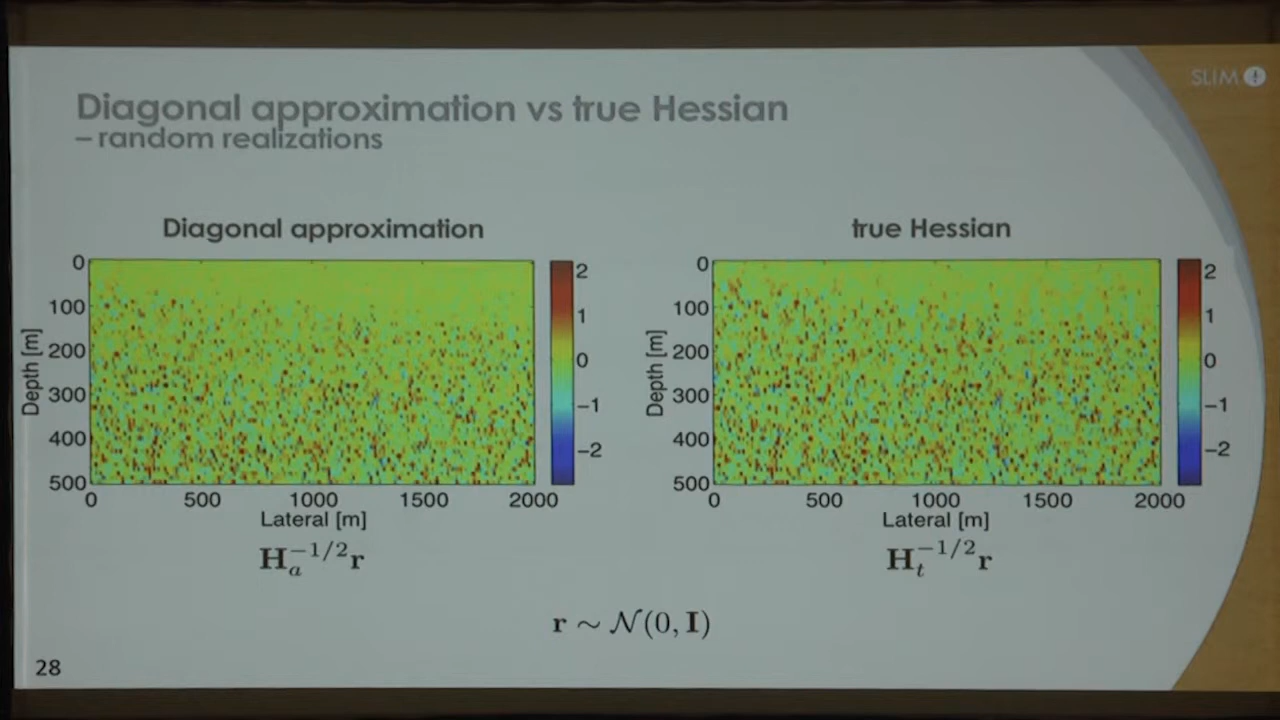 SLIM
Diagonal approximation vs true Hessian
– random realizations
Diagonal approximation
0
100
200
300
400
500
Depth [m]
0 500 1000 1500 2000
Lateral [m]
2
1
0
−1
−2
H_a^{−1/2}r
true Hessian
0
100
200
300
400
500
Depth [m]
0 500 1000 1500 2000
Lateral [m]
2
1
0
−1
−2
H_t^{−1/2}r
r ∼ N(0, I)
28